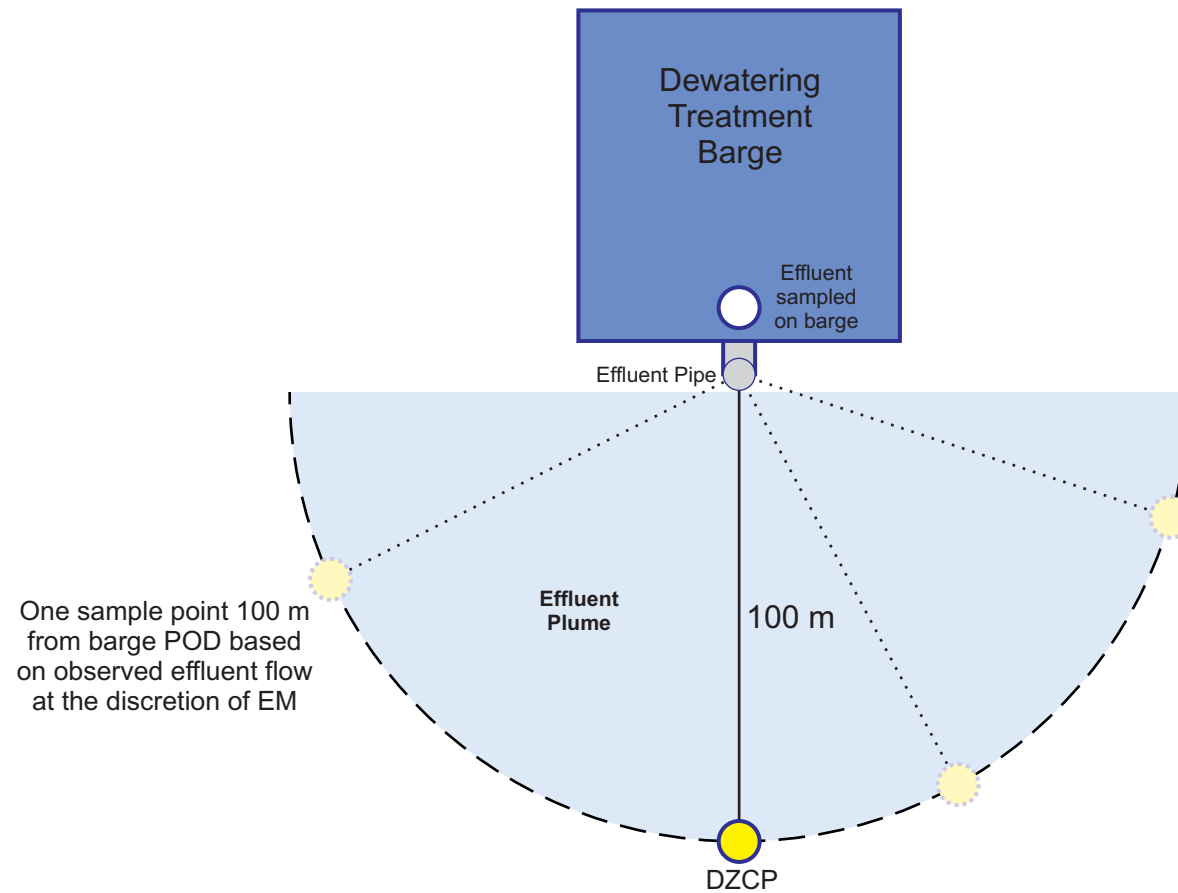 Dewatering
Treatment
Barge
Effluent
sampled
on barge
Effluent Pipe
One sample point 100 m
from barge POD based
on observed effluent flow
at the discretion of EM
Effluent
Plume
100 m
DZCP